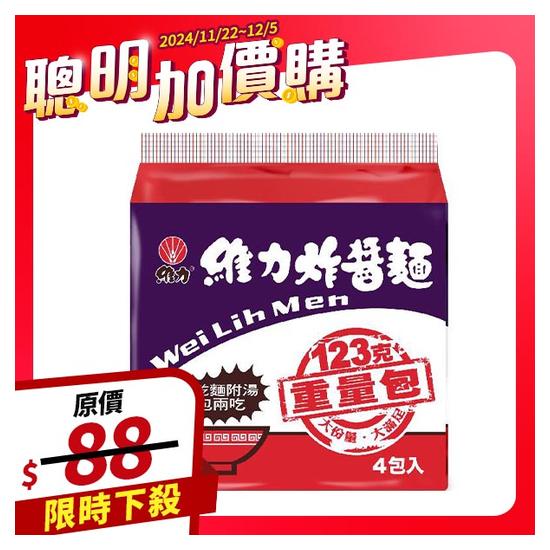 2024/11/22~12/5
聰明加價購
維力
維力炸醬麵
Wei Lih Men
123克
重量包
大份量·大滿足
乾麵附湯
包兩吃
4包入
原價
$88
限時下殺